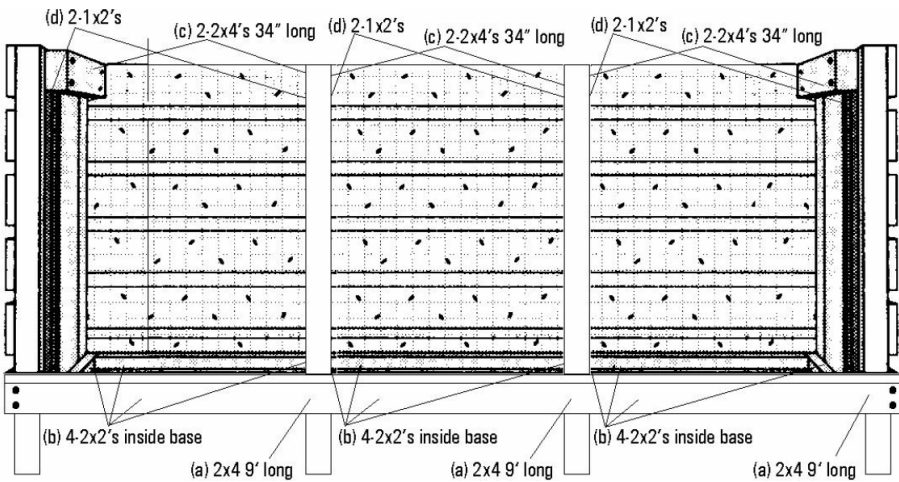 (d) 2-1x2's
(c) 2-2x4's 34" long
(d) 2-1x2's
(c) 2-2x4's 34" long
(d) 2-1x2's
(c) 2-2x4's 34" long
(b) 4-2x2's inside base
(b) 4-2x2's inside base
(b) 4-2x2's inside base
(a) 2x4 9' long
(a) 2x4 9' long
(a) 2x4 9' long